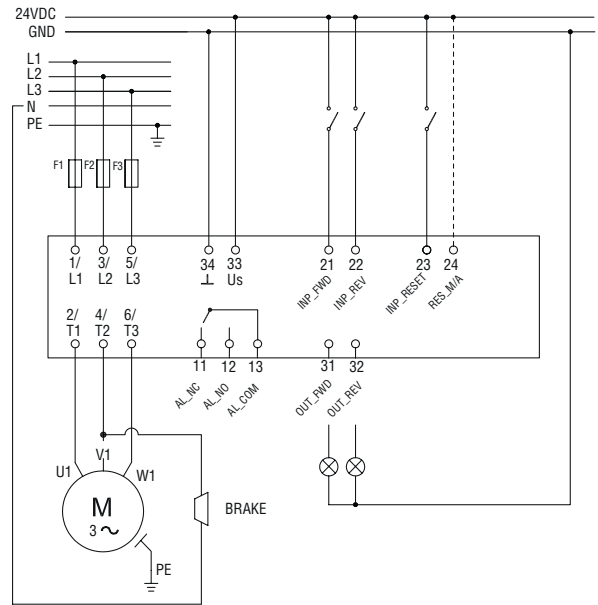 24VDC
GND
L1
L2
L3
N
PE
F1 F2 F3
1/ 3/ 5/ 34 33 21 22 23 24
L1 L2 L3 ⊥ Us
INP_FWD INP_REV INP_RESET RES_M/A
2/ 4/ 6/
T1 T2 T3
11 12 13 31 32
AL_NC AL_NO AL_COM OUT_FWD OUT_REV
U1 V1 W1
M
3 ~
BRAKE
PE